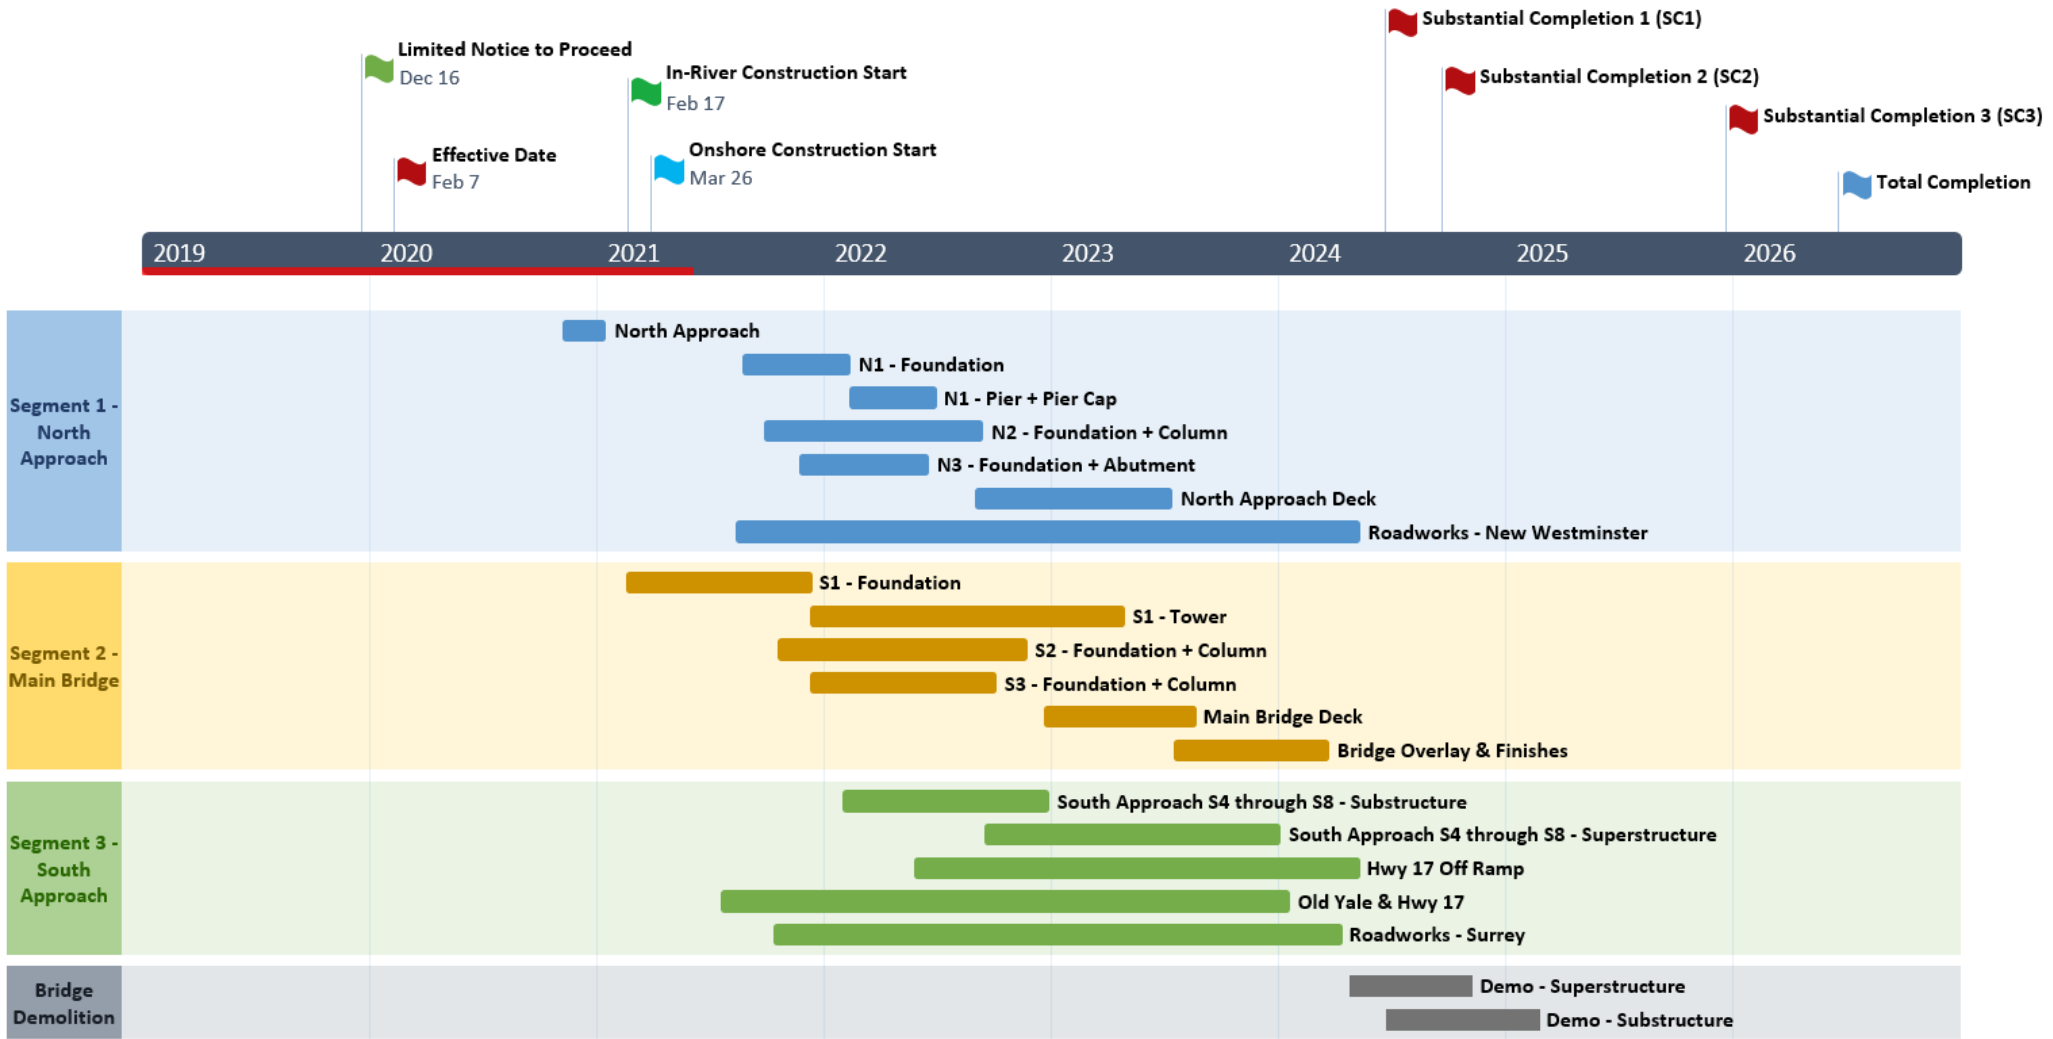 Substantial Completion 1 (SC1)
Limited Notice to Proceed
Dec 16
In-River Construction Start
Feb 17
Substantial Completion 2 (SC2)
Substantial Completion 3 (SC3)
Effective Date
Feb 7
Onshore Construction Start
Mar 26
Total Completion
2019 2020 2021 2022 2023 2024 2025 2026
Segment 1 -
North
Approach
North Approach
N1 - Foundation
N1 - Pier + Pier Cap
N2 - Foundation + Column
N3 - Foundation + Abutment
North Approach Deck
Roadworks - New Westminster
Segment 2 -
Main Bridge
S1 - Foundation
S1 - Tower
S2 - Foundation + Column
S3 - Foundation + Column
Main Bridge Deck
Bridge Overlay & Finishes
Segment 3 -
South
Approach
South Approach S4 through S8 - Substructure
South Approach S4 through S8 - Superstructure
Hwy 17 Off Ramp
Old Yale & Hwy 17
Roadworks - Surrey
Bridge
Demolition
Demo - Superstructure
Demo - Substructure